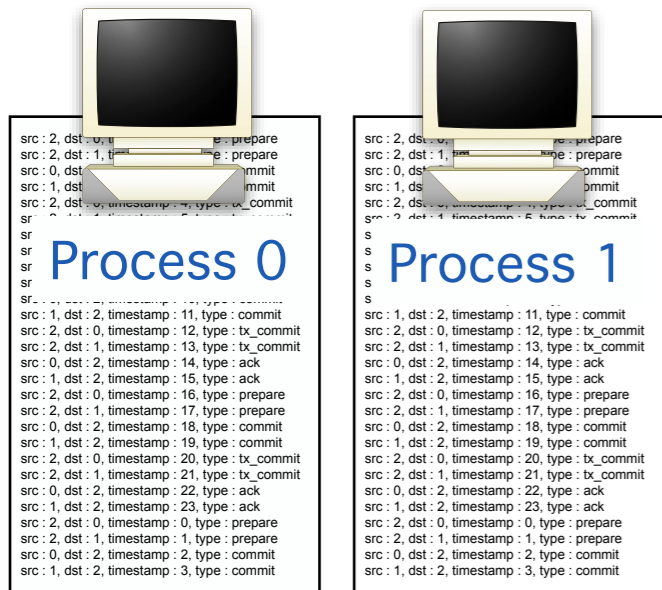 src : 2, dst : 0, : prepare
src : 2, dst : 1, : prepare
src : 0, dst
src : 1, dst
src : 2, dst tx_commit
Process 0
src : 1, dst : 2, timestamp : 11, type : commit
src : 2, dst : 0, timestamp : 12, type : tx_commit
src : 2, dst : 1, timestamp : 13, type : tx_commit
src : 0, dst : 2, timestamp : 14, type : ack
src : 1, dst : 2, timestamp : 15, type : ack
src : 2, dst : 0, timestamp : 16, type : prepare
src : 2, dst : 1, timestamp : 17, type : prepare
src : 0, dst : 2, timestamp : 18, type : commit
src : 1, dst : 2, timestamp : 19, type : commit
src : 2, dst : 0, timestamp : 20, type : tx_commit
src : 2, dst : 1, timestamp : 21, type : tx_commit
src : 0, dst : 2, timestamp : 22, type : ack
src : 1, dst : 2, timestamp : 23, type : ack
src : 2, dst : 0, timestamp : 0, type : prepare
src : 2, dst : 1, timestamp : 1, type : prepare
src : 0, dst : 2, timestamp : 2, type : commit
src : 1, dst : 2, timestamp : 3, type : commit
src : 2, dst : prepare
src : 2, dst : 1, : prepare
src : 0, dst
src : 1, dst
src : 2, dst tx_commit
src : 2, dst : 1, timestamp : 5, type : tx_commit
Process 1
src : 1, dst : 2, timestamp : 11, type : commit
src : 2, dst : 0, timestamp : 12, type : tx_commit
src : 2, dst : 1, timestamp : 13, type : tx_commit
src : 0, dst : 2, timestamp : 14, type : ack
src : 1, dst : 2, timestamp : 15, type : ack
src : 2, dst : 0, timestamp : 16, type : prepare
src : 2, dst : 1, timestamp : 17, type : prepare
src : 0, dst : 2, timestamp : 18, type : commit
src : 1, dst : 2, timestamp : 19, type : commit
src : 2, dst : 0, timestamp : 20, type : tx_commit
src : 2, dst : 1, timestamp : 21, type : tx_commit
src : 0, dst : 2, timestamp : 22, type : ack
src : 1, dst : 2, timestamp : 23, type : ack
src : 2, dst : 0, timestamp : 0, type : prepare
src : 2, dst : 1, timestamp : 1, type : prepare
src : 0, dst : 2, timestamp : 2, type : commit
src : 1, dst : 2, timestamp : 3, type : commit